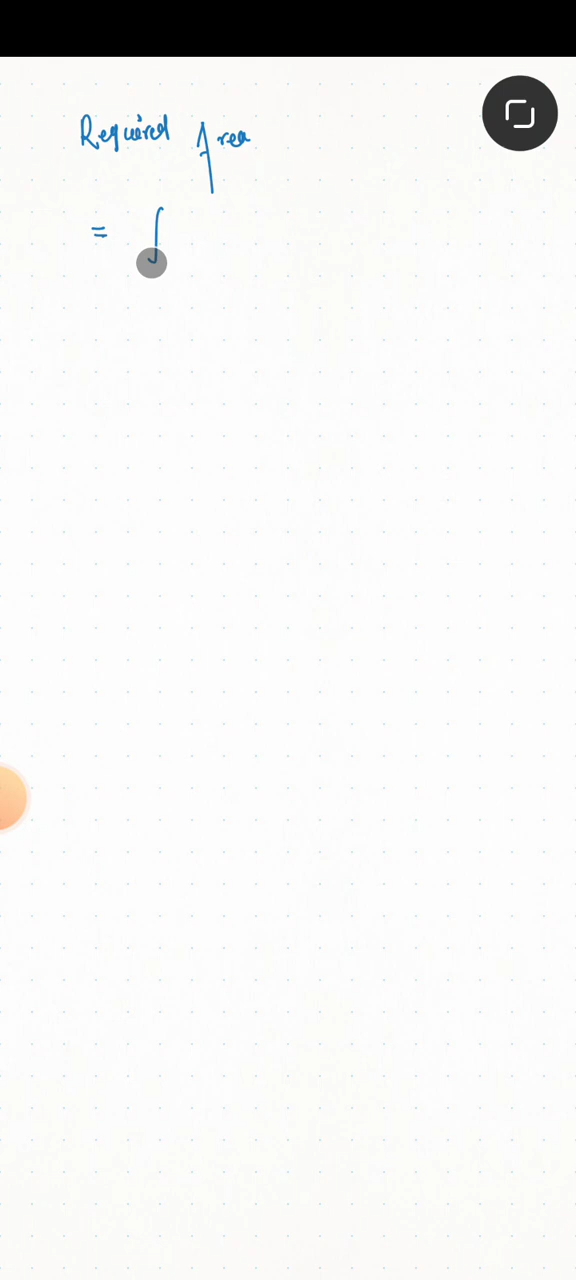 Required Area
= ∫